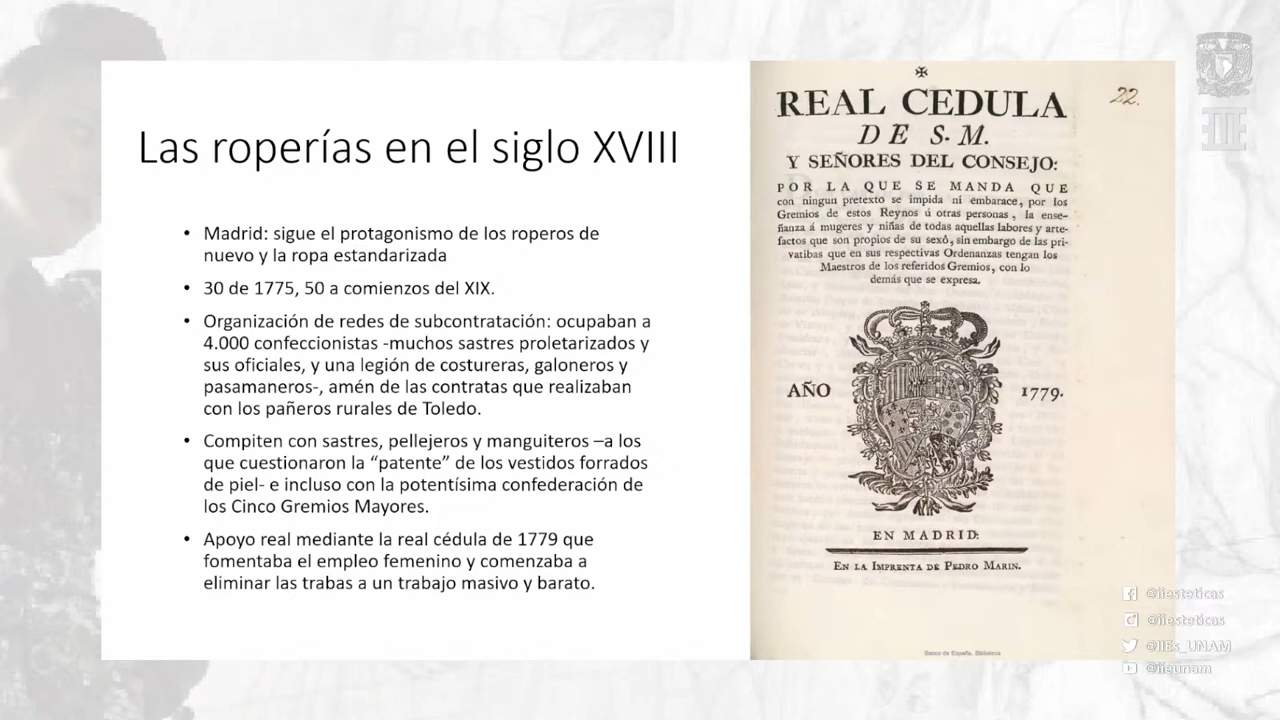 Las roperías en el siglo XVIII
• Madrid: sigue el protagonismo de los roperos de
nuevo y la ropa estandarizada
• 30 de 1775, 50 a comienzos del XIX.
• Organización de redes de subcontratación: ocupaban a
4.000 confeccionistas -muchos sastres proletarizados y
sus oficiales, y una legión de costureras, galoneros y
pasamaneros-, amén de las contratas que realizaban
con los pañeros rurales de Toledo.
• Compiten con sastres, pellejeros y manguiteros –a los
que cuestionaron la “patente” de los vestidos forrados
de piel- e incluso con la potentísima confederación de
los Cinco Gremios Mayores.
• Apoyo real mediante la real cédula de 1779 que
fomentaba el empleo femenino y comenzaba a
eliminar las trabas a un trabajo masivo y barato.
22.
REAL CEDULA
DE S. M.
Y SEÑORES DEL CONSEJO:
POR LA QUE SE MANDA QUE
con ningun pretexto se impida ni embarace, por los
Gremios de estos Reynos ú otras personas, la ense-
ñanza á mugeres y niñas de todas aquellas labores y arte-
factos que son propios de su sexô, sin embargo de las pri-
vatibas que en sus respectivas Ordenanzas tengan los
Maestros de los referidos Gremios, con lo
demás que se expresa.
AÑO 1779.
EN MADRID:
EN LA IMPRENTA DE PEDRO MARIN.
Banco de España. Biblioteca
@iiesteticas
@iiesteticas
@IIEs_UNAM
@iieunam